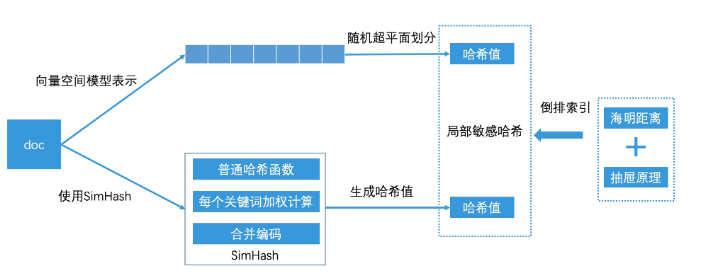 随机超平面划分
哈希值
向量空间模型表示
倒排索引
海明距离
局部敏感哈希
doc
+
普通哈希函数
抽屉原理
使用SimHash
生成哈希值
每个关键词加权计算
哈希值
合并编码
SimHash